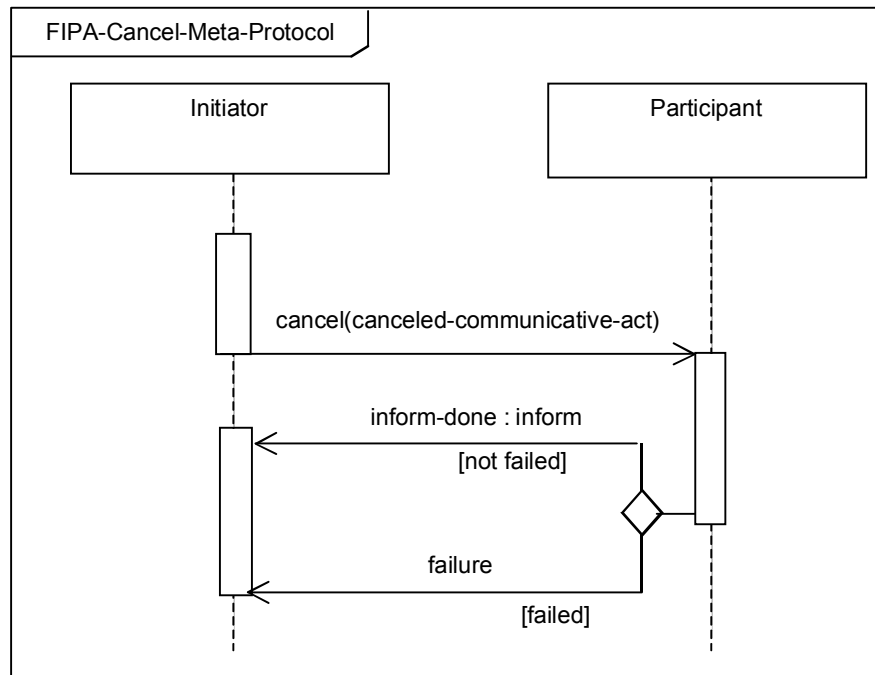 FIPA-Cancel-Meta-Protocol
Initiator
Participant
cancel(canceled-communicative-act)
inform-done : inform
[not failed]
failure
[failed]